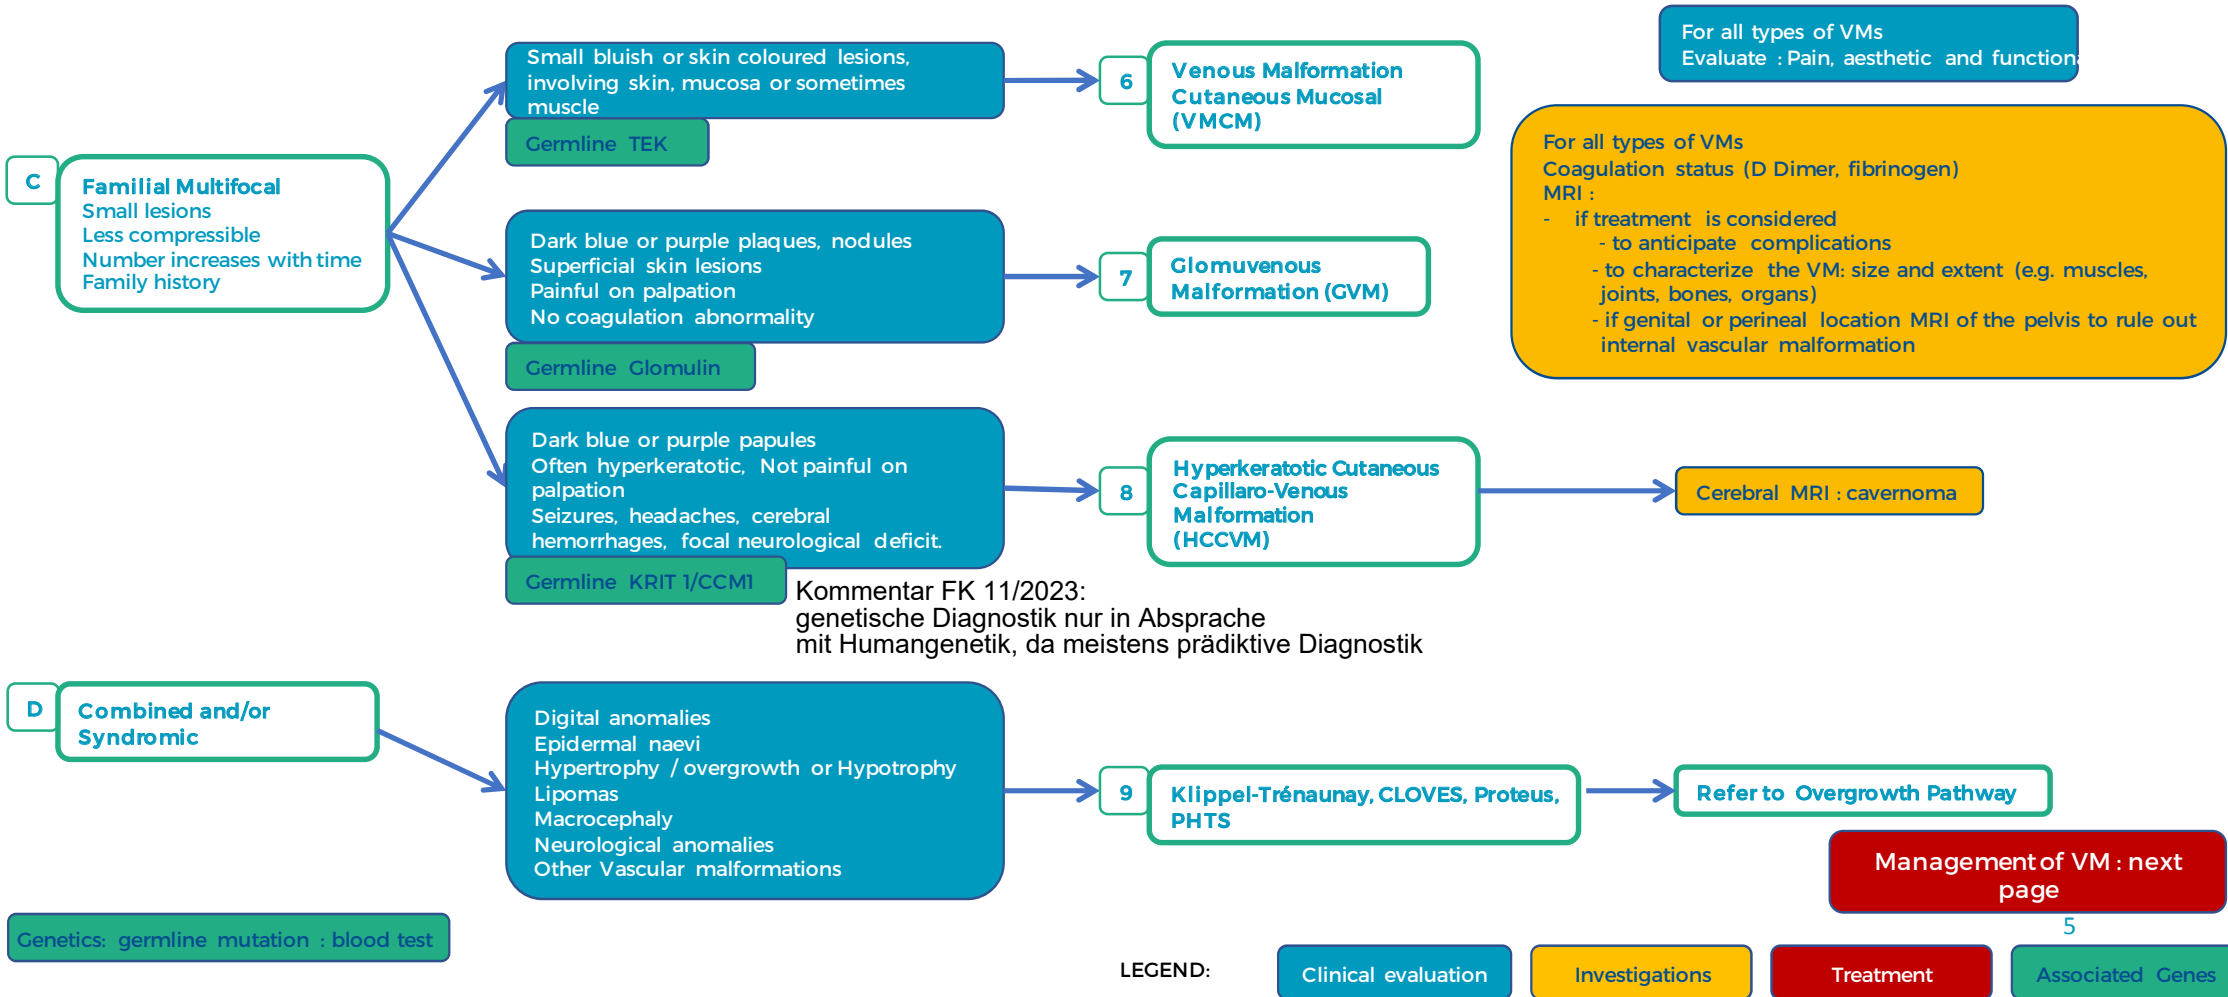 For all types of VMs
Evaluate : Pain, aesthetic and functiona
Small bluish or skin coloured lesions,
involving skin, mucosa or sometimes
muscle
Germline TEK
6
Venous Malformation
Cutaneous Mucosal
(VMCM)
For all types of VMs
Coagulation status (D Dimer, fibrinogen)
MRI :
- if treatment is considered
- to anticipate complications
- to characterize the VM: size and extent (e.g. muscles,
joints, bones, organs)
- if genital or perineal location MRI of the pelvis to rule out
internal vascular malformation
C
Familial Multifocal
Small lesions
Less compressible
Number increases with time
Family history
Dark blue or purple plaques, nodules
Superficial skin lesions
Painful on palpation
No coagulation abnormality
Germline Glomulin
7
Glomuvenous
Malformation (GVM)
Dark blue or purple papules
Often hyperkeratotic, Not painful on
palpation
Seizures, headaches, cerebral
hemorrhages, focal neurological deficit.
Germline KRIT 1/CCM1
8
Hyperkeratotic Cutaneous
Capillaro-Venous
Malformation
(HCCVM)
Cerebral MRI : cavernoma
Kommentar FK 11/2023:
genetische Diagnostik nur in Absprache
mit Humangenetik, da meistens prädiktive Diagnostik
D
Combined and/or
Syndromic
Digital anomalies
Epidermal naevi
Hypertrophy / overgrowth or Hypotrophy
Lipomas
Macrocephaly
Neurological anomalies
Other Vascular malformations
9
Klippel-Trénaunay, CLOVES, Proteus,
PHTS
Refer to Overgrowth Pathway
Management of VM : next
page
5
Genetics: germline mutation : blood test
LEGEND:
Clinical evaluation
Investigations
Treatment
Associated Genes